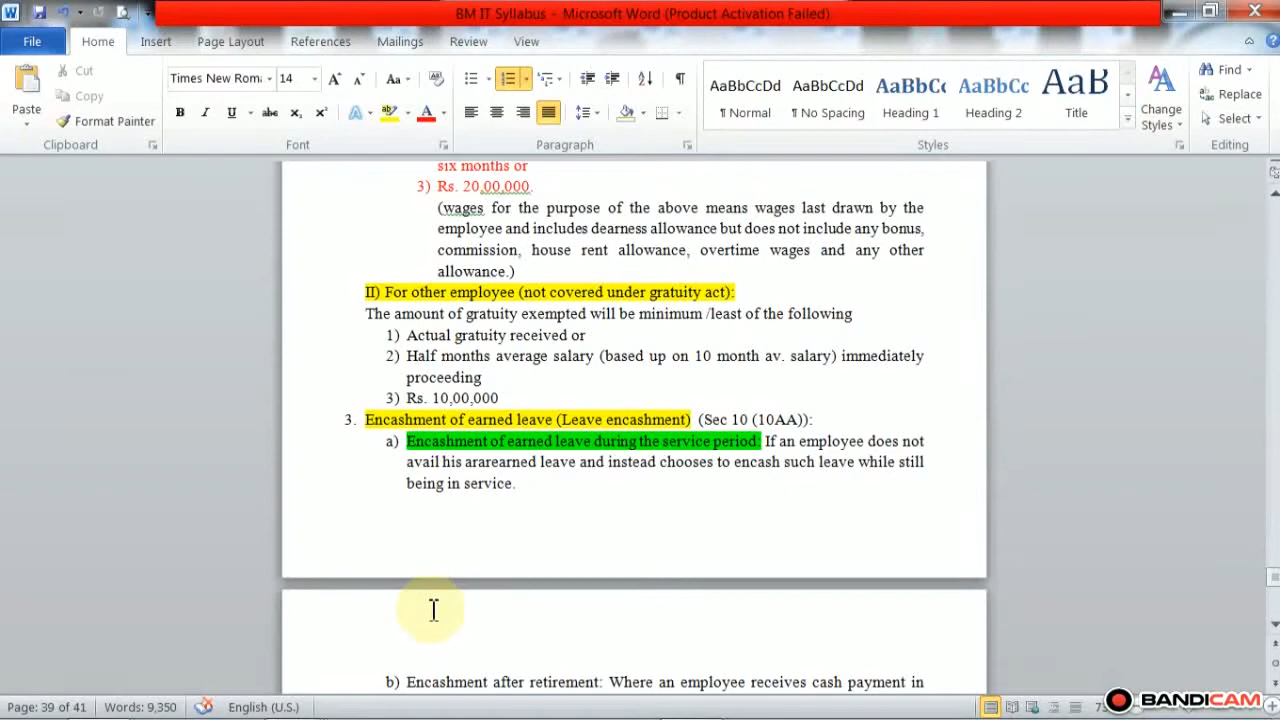 BM IT Syllabus - Microsoft Word (Product Activation Failed)
File Home Insert Page Layout References Mailings Review View
Paste
Cut
Copy
Format Painter
Clipboard
Times New Roma 14
Font
Paragraph
AaBbCcDd AaBbCcDd AaBbCc AaBbCc AaB
¶ Normal ¶ No Spacing Heading 1 Heading 2 Title
Change Styles
Styles
Find
Replace
Select
Editing
six months or
3) Rs. 20,00,000.
(wages for the purpose of the above means wages last drawn by the
employee and includes dearness allowance but does not include any bonus,
commission, house rent allowance, overtime wages and any other
allowance.)
II) For other employee (not covered under gratuity act):
The amount of gratuity exempted will be minimum /least of the following
1) Actual gratuity received or
2) Half months average salary (based up on 10 month av. salary) immediately
proceeding
3) Rs. 10,00,000
3. Encashment of earned leave (Leave encashment) (Sec 10 (10AA)):
a) Encashment of earned leave during the service period: If an employee does not
avail his ararearned leave and instead chooses to encash such leave while still
being in service.
b) Encashment after retirement: Where an employee receives cash payment in
Page: 39 of 41 Words: 9,350 English (U.S.)
BANDICAM